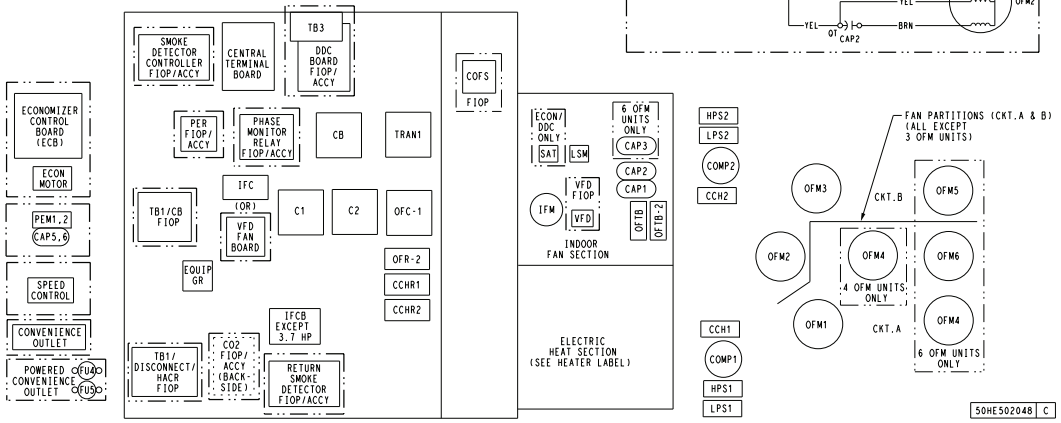 YEL
OFM2
YEL
QT
CAP2
BRN
SMOKE
DETECTOR
CONTROLLER
FIOP/ACCY
CENTRAL
TERMINAL
BOARD
TB3
DDC
BOARD
FIOP/
ACCY
COFS
FIOP
ECONOMIZER
CONTROL
BOARD
(ECB)
ECON
MOTOR
PEM1,2
CAP5,6
SPEED
CONTROL
CONVENIENCE
OUTLET
POWERED
CONVENIENCE
OUTLET
FU4
FU5
PER
FIOP/
ACCY
PHASE
MONITOR
RELAY
FIOP/ACCY
CB
TRAN1
TB1/CB
FIOP
IFC
(OR)
VFD
FAN
BOARD
C1
C2
OFC-1
EQUIP
GR
OFR-2
CCHR1
CCHR2
IFCB
EXCEPT
3.7 HP
TB1/
DISCONNECT/
HACR
FIOP
CO2
FIOP/
ACCY
(BACK-
SIDE)
RETURN
SMOKE
DETECTOR
FIOP/ACCY
ECON/
DDC
ONLY
SAT
LSM
6 OFM
UNITS
ONLY
CAP3
CAP2
CAP1
IFM
VFD
FIOP
VFD
OFTB
OFTB-2
INDOOR
FAN SECTION
ELECTRIC
HEAT SECTION
(SEE HEATER LABEL)
HPS2
LPS2
COMP2
CCH2
CCH1
COMP1
HPS1
LPS1
FAN PARTITIONS (CKT.A & B)
(ALL EXCEPT
3 OFM UNITS)
OFM3
CKT.B
OFM5
OFM2
OFM4
4 OFM UNITS
ONLY
OFM6
OFM1
CKT.A
OFM4
6 OFM UNITS
ONLY
50HE502048 C